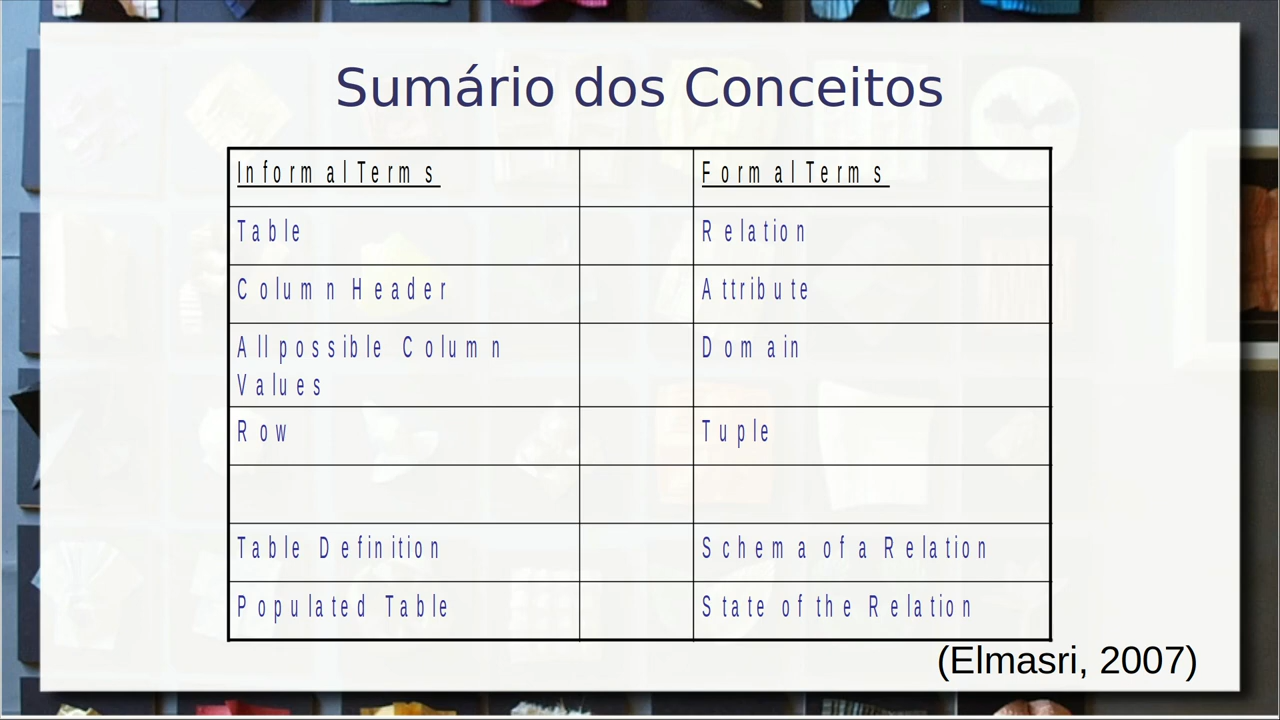 Sumário dos Conceitos
Informal Terms Formal Terms
Table Relation
Column Header Attribute
All possible Column Domain
Values
Row Tuple
Table Definition Schema of a Relation
Populated Table State of the Relation
(Elmasri, 2007)